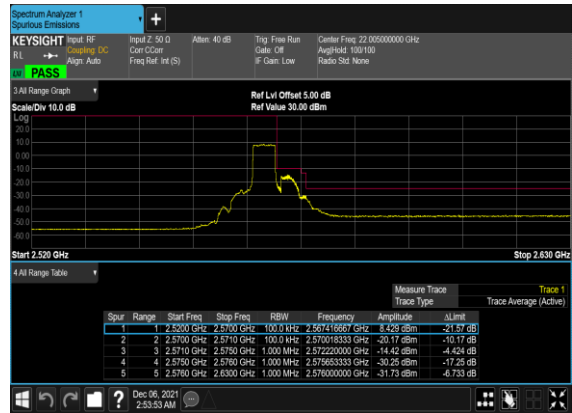 Spectrum Analyzer 1
Spurious Emissions
+
KEYSIGHT Input: RF Input Z: 50 Ω Atten: 40 dB Trig: Free Run Center Freq: 22.005000000 GHz
RL Coupling: DC Corr CCorr Gate: Off Avg|Hold: 100/100
Align: Auto Freq Ref: Int (S) IF Gain: Low Radio Std: None
LV PASS
3.All Range Graph Ref Lvl Offset 5.00 dB
Scale/Div 10.0 dB Ref Value 30.00 dBm
Log
20.0
10.0
0.00
-10.0
-20.0
-30.0
-40.0
-50.0
-60.0
Start 2.520 GHz Stop 2.630 GHz
4 All Range Table
Measure Trace Trace 1
Trace Type Trace Average (Active)
Spur Range Start Freq Stop Freq RBW Frequency Amplitude ΔLimit
1 1 2.5200 GHz 2.5700 GHz 100.0 kHz 2.567416667 GHz 8.429 dBm -21.57 dB
2 2 2.5700 GHz 2.5710 GHz 100.0 kHz 2.570018333 GHz -20.17 dBm -10.17 dB
3 3 2.5710 GHz 2.5750 GHz 1.000 MHz 2.572220000 GHz -14.42 dBm -4.424 dB
4 4 2.5750 GHz 2.5760 GHz 1.000 MHz 2.575653333 GHz -30.25 dBm -17.25 dB
5 5 2.5760 GHz 2.6300 GHz 1.000 MHz 2.576000000 GHz -31.73 dBm -6.733 dB
? Dec 06, 2021
2:53:53 AM